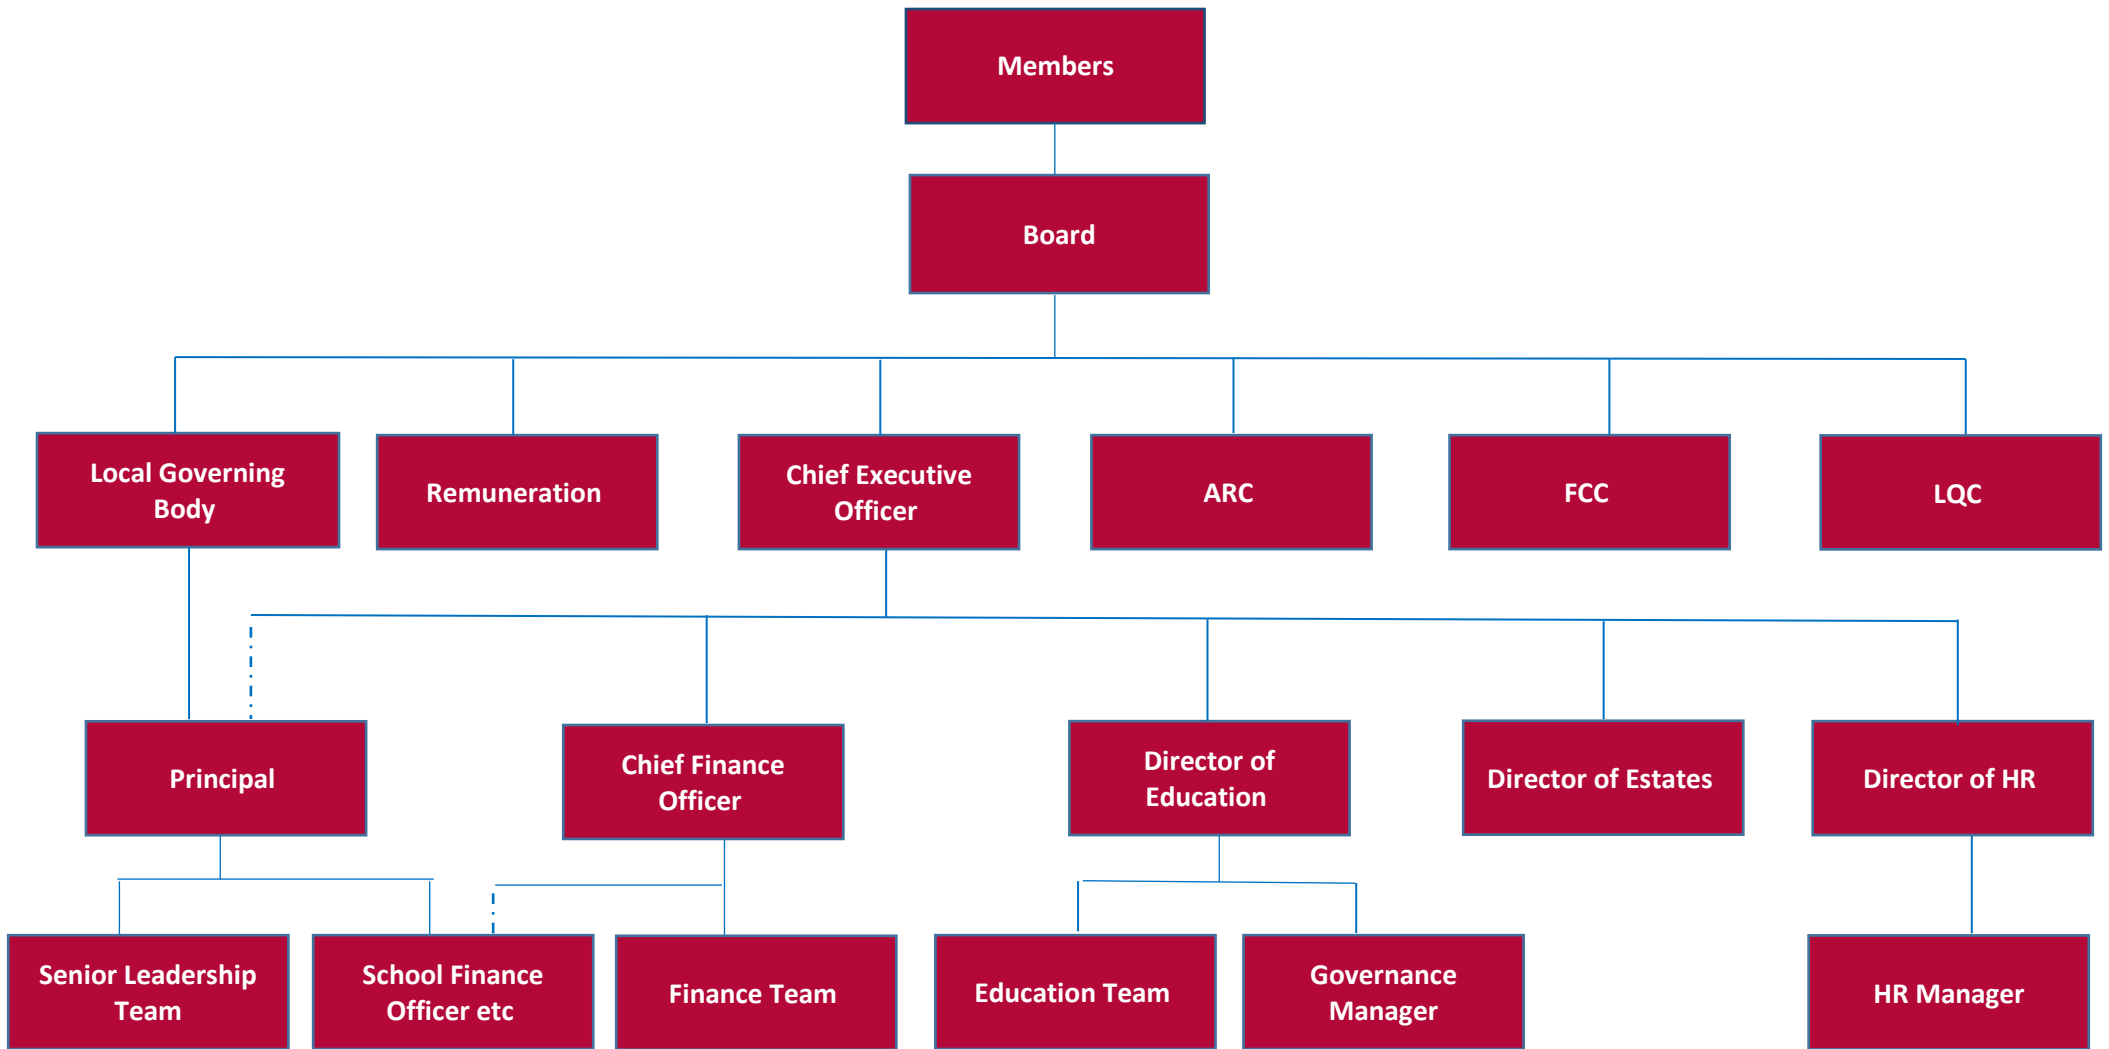 Members
Board
Local Governing
Body
Remuneration
Chief Executive
Officer
ARC
FCC
LQC
Principal
Chief Finance
Officer
Director of
Education
Director of Estates
Director of HR
Senior Leadership
Team
School Finance
Officer etc
Finance Team
Education Team
Governance
Manager
HR Manager